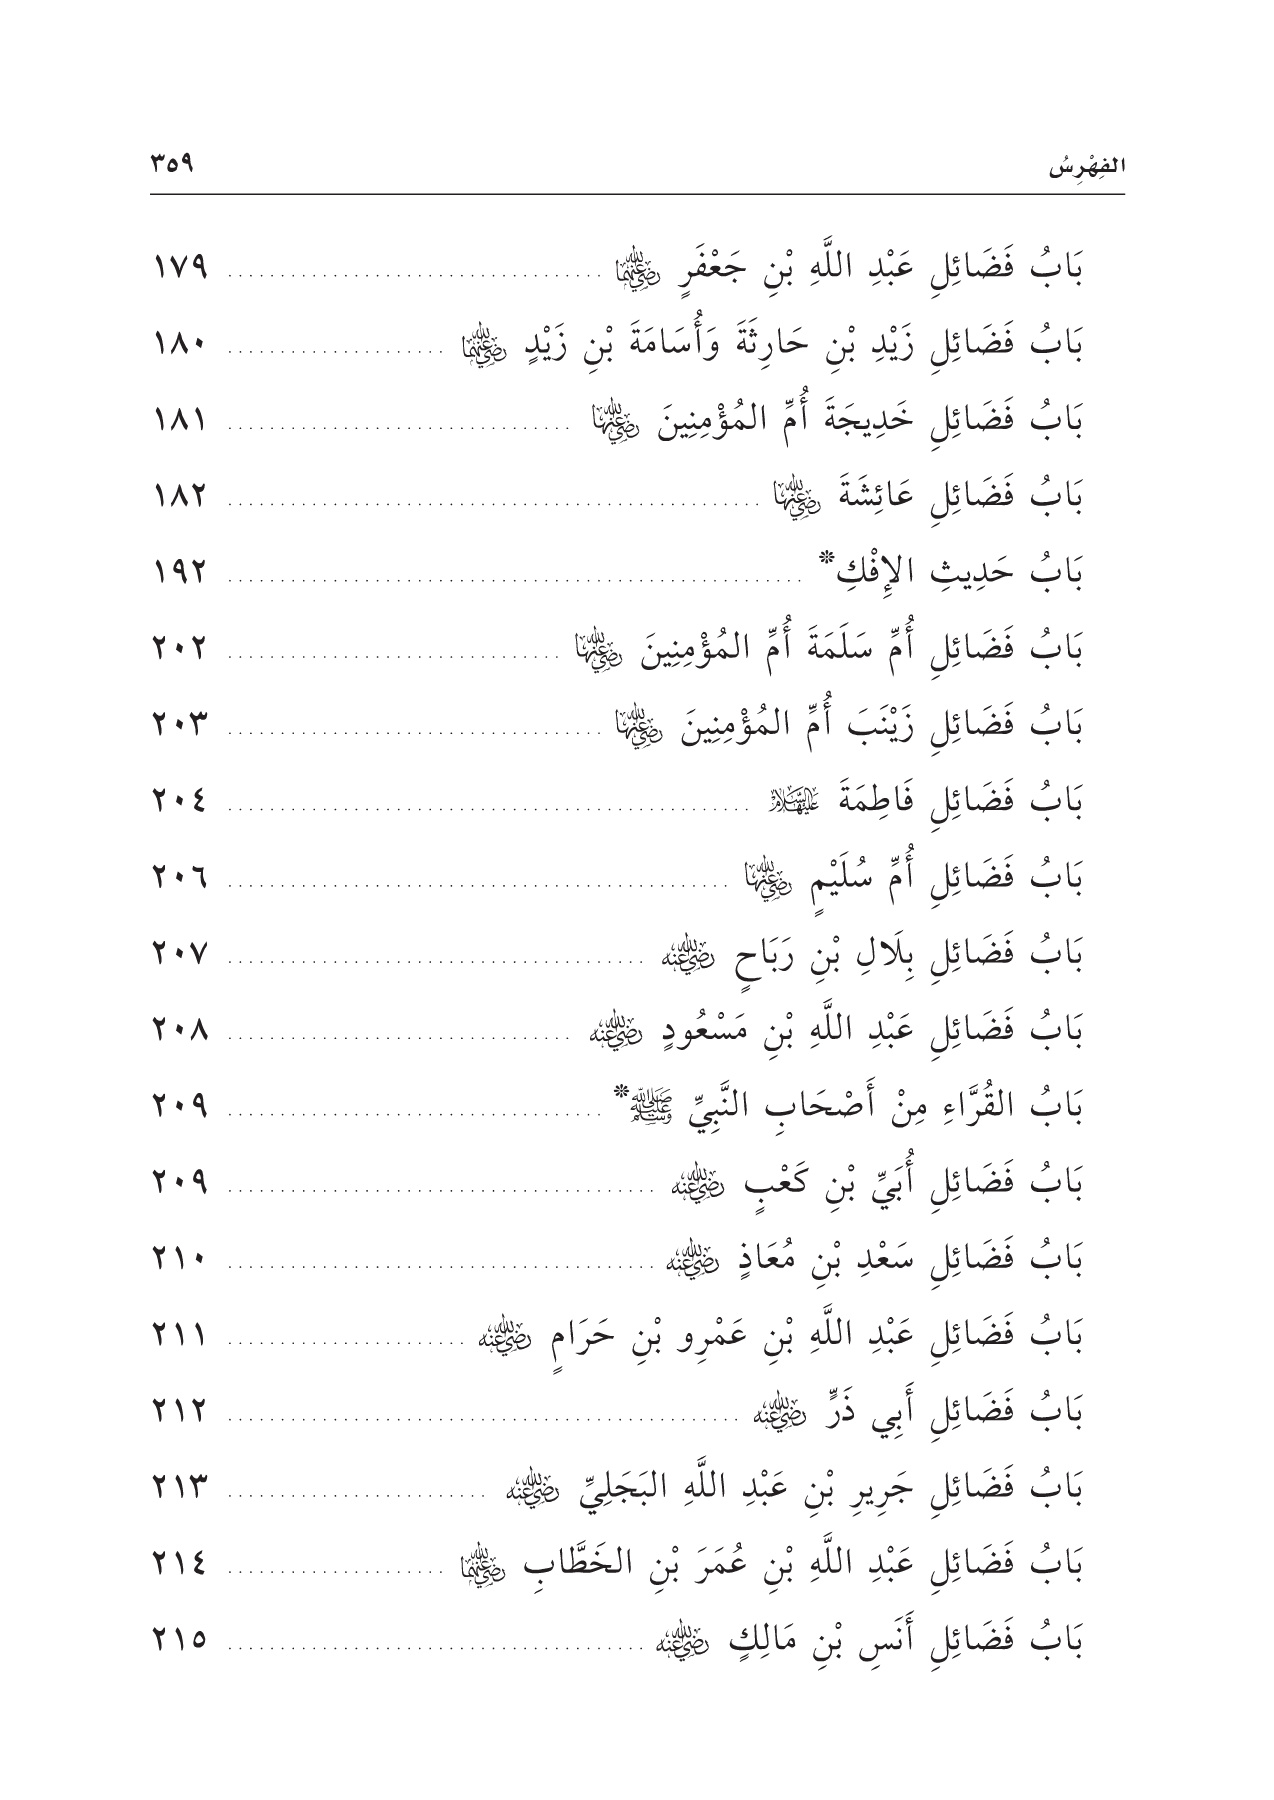 الفِهْرِسُ ٣٥٩
بَابُ فَضَائِلِ عَبْدِ اللَّهِ بْنِ جَعْفَرٍ رضي الله عنهما ١٧٩
بَابُ فَضَائِلِ زَيْدِ بْنِ حَارِثَةَ وَأُسَامَةَ بْنِ زَيْدٍ رضي الله عنهما ١٨٠
بَابُ فَضَائِلِ خَدِيجَةَ أُمِّ المُؤْمِنِينَ رضي الله عنها ١٨١
بَابُ فَضَائِلِ عَائِشَةَ رضي الله عنها ١٨٢
بَابُ حَدِيثِ الإِفْكِ* ١٩٢
بَابُ فَضَائِلِ أُمِّ سَلَمَةَ أُمِّ المُؤْمِنِينَ رضي الله عنها ٢٠٢
بَابُ فَضَائِلِ زَيْنَبَ أُمِّ المُؤْمِنِينَ رضي الله عنها ٢٠٣
بَابُ فَضَائِلِ فَاطِمَةَ عليها السلام ٢٠٤
بَابُ فَضَائِلِ أُمِّ سُلَيْمٍ رضي الله عنها ٢٠٦
بَابُ فَضَائِلِ بِلَالِ بْنِ رَبَاحٍ رضي الله عنه ٢٠٧
بَابُ فَضَائِلِ عَبْدِ اللَّهِ بْنِ مَسْعُودٍ رضي الله عنه ٢٠٨
بَابُ القُرَّاءِ مِنْ أَصْحَابِ النَّبِيِّ ﷺ* ٢٠٩
بَابُ فَضَائِلِ أُبَيِّ بْنِ كَعْبٍ رضي الله عنه ٢٠٩
بَابُ فَضَائِلِ سَعْدِ بْنِ مُعَاذٍ رضي الله عنه ٢١٠
بَابُ فَضَائِلِ عَبْدِ اللَّهِ بْنِ عَمْرِو بْنِ حَرَامٍ رضي الله عنه ٢١١
بَابُ فَضَائِلِ أَبِي ذَرٍّ رضي الله عنه ٢١٢
بَابُ فَضَائِلِ جَرِيرِ بْنِ عَبْدِ اللَّهِ البَجَلِيِّ رضي الله عنه ٢١٣
بَابُ فَضَائِلِ عَبْدِ اللَّهِ بْنِ عُمَرَ بْنِ الخَطَّابِ رضي الله عنهما ٢١٤
بَابُ فَضَائِلِ أَنَسِ بْنِ مَالِكٍ رضي الله عنه ٢١٥